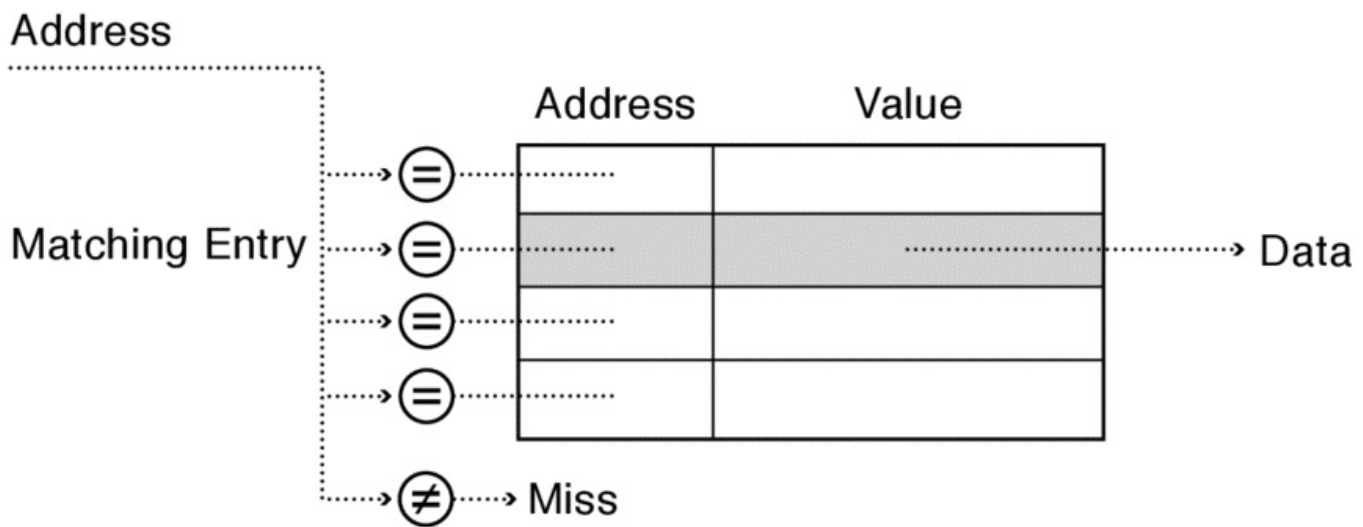 Address
Address Value
=
Matching Entry = Data
=
=
≠ Miss